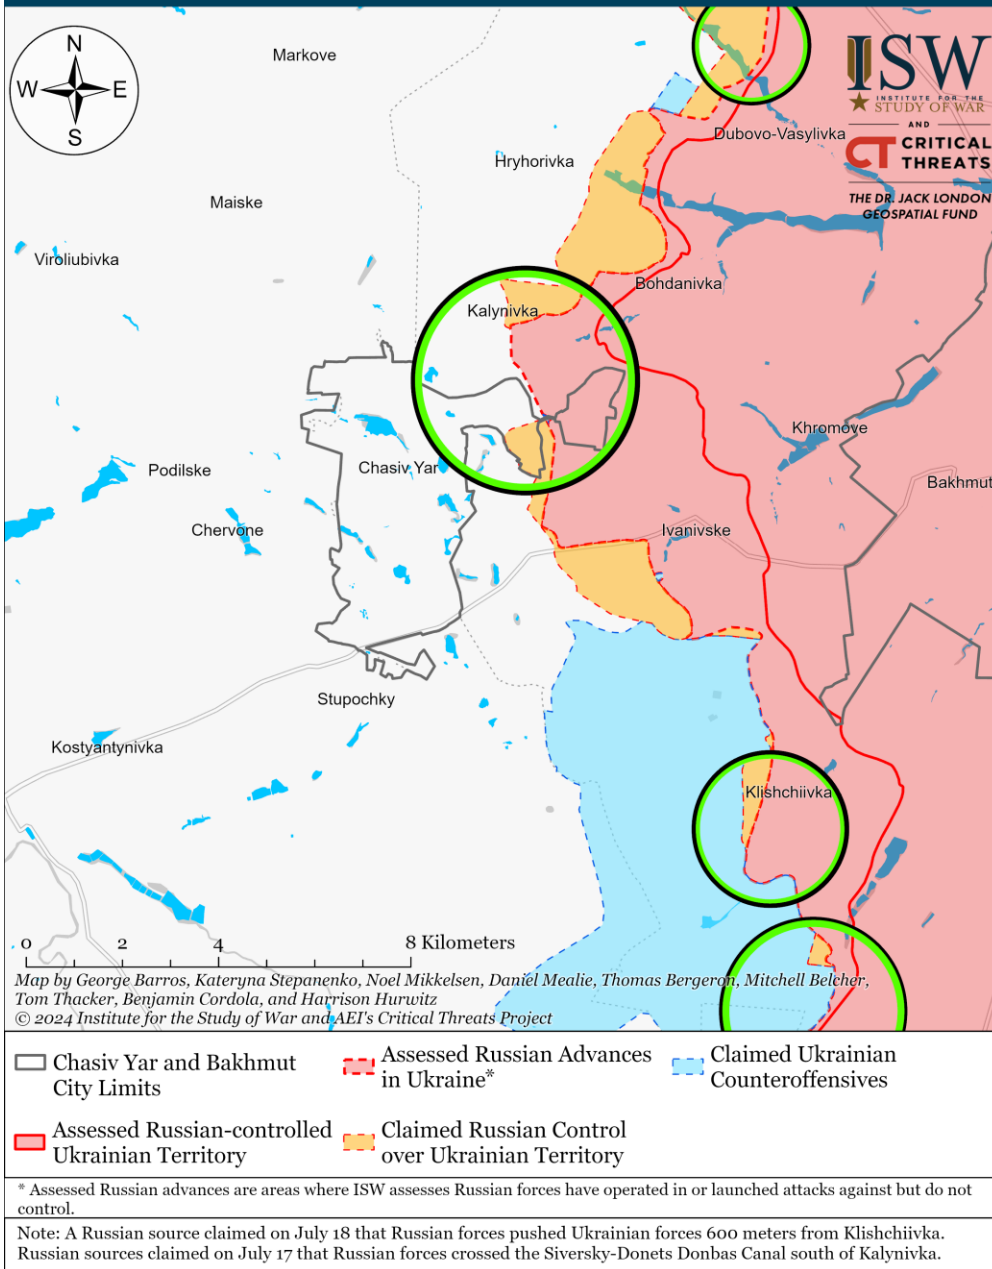 N
W E
S
Markove
ISW
INSTITUTE FOR THE
STUDY OF WAR
AND
CT CRITICAL
THREATS
THE DR. JACK LONDON
GEOSPATIAL FUND
Dubovo-Vasylivka
Hryhorivka
Maiske
Viroliubivka
Bohdanivka
Kalynivka
Khromove
Podilske
Chasiv Yar
Bakhmut
Chervone
Ivanivske
Stupochky
Kostyantynivka
Klishchiivka
0 2 4 8 Kilometers
Map by George Barros, Kateryna Stepanenko, Noel Mikkelsen, Daniel Mealie, Thomas Bergeron, Mitchell Belcher,
Tom Thacker, Benjamin Cordola, and Harrison Hurwitz
© 2024 Institute for the Study of War and AEI's Critical Threats Project
Chasiv Yar and Bakhmut
City Limits
Assessed Russian Advances
in Ukraine*
Claimed Ukrainian
Counteroffensives
Assessed Russian-controlled
Ukrainian Territory
Claimed Russian Control
over Ukrainian Territory
* Assessed Russian advances are areas where ISW assesses Russian forces have operated in or launched attacks against but do not
control.
Note: A Russian source claimed on July 18 that Russian forces pushed Ukrainian forces 600 meters from Klishchiivka.
Russian sources claimed on July 17 that Russian forces crossed the Siversky-Donets Donbas Canal south of Kalynivka.